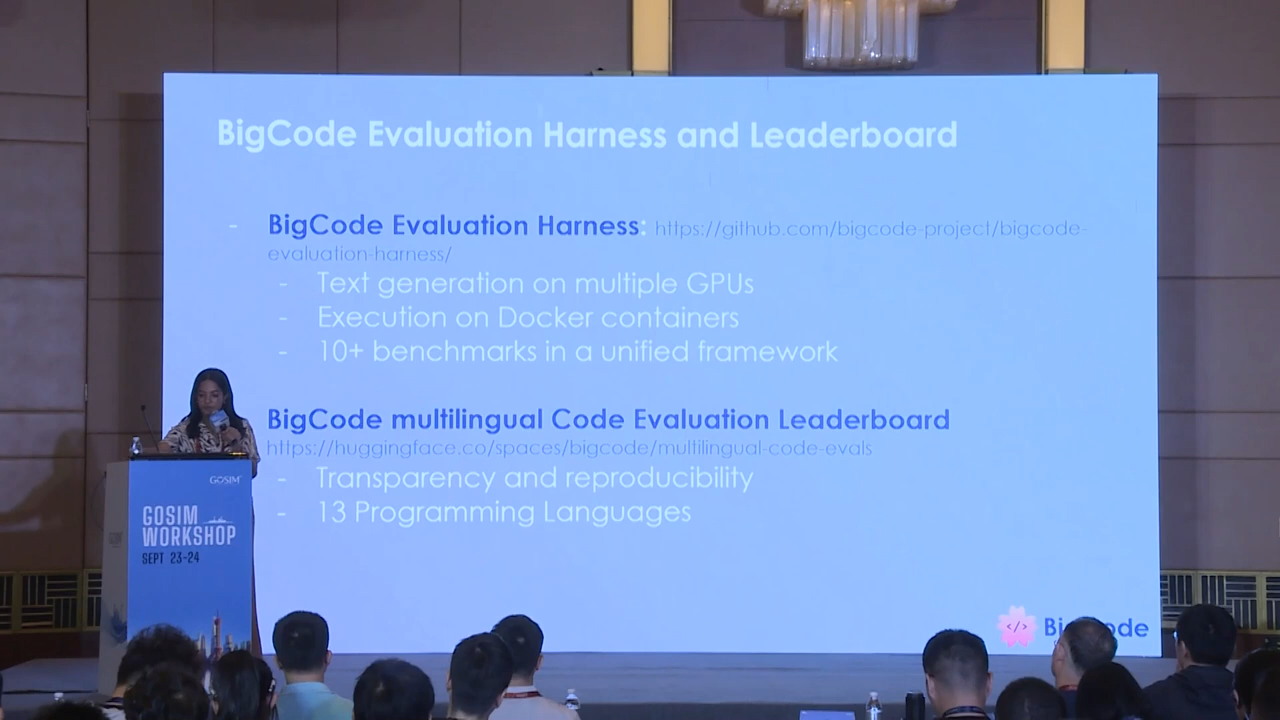 BigCode Evaluation Harness and Leaderboard
- BigCode Evaluation Harness: https://github.com/bigcode-project/bigcode-
evaluation-harness/
- Text generation on multiple GPUs
- Execution on Docker containers
- 10+ benchmarks in a unified framework
BigCode multilingual Code Evaluation Leaderboard
https://huggingface.co/spaces/bigcode/multilingual-code-evals
- Transparency and reproducibility
- 13 Programming Languages
GOSIM
GOSIM
WORKSHOP
SEPT 23-24